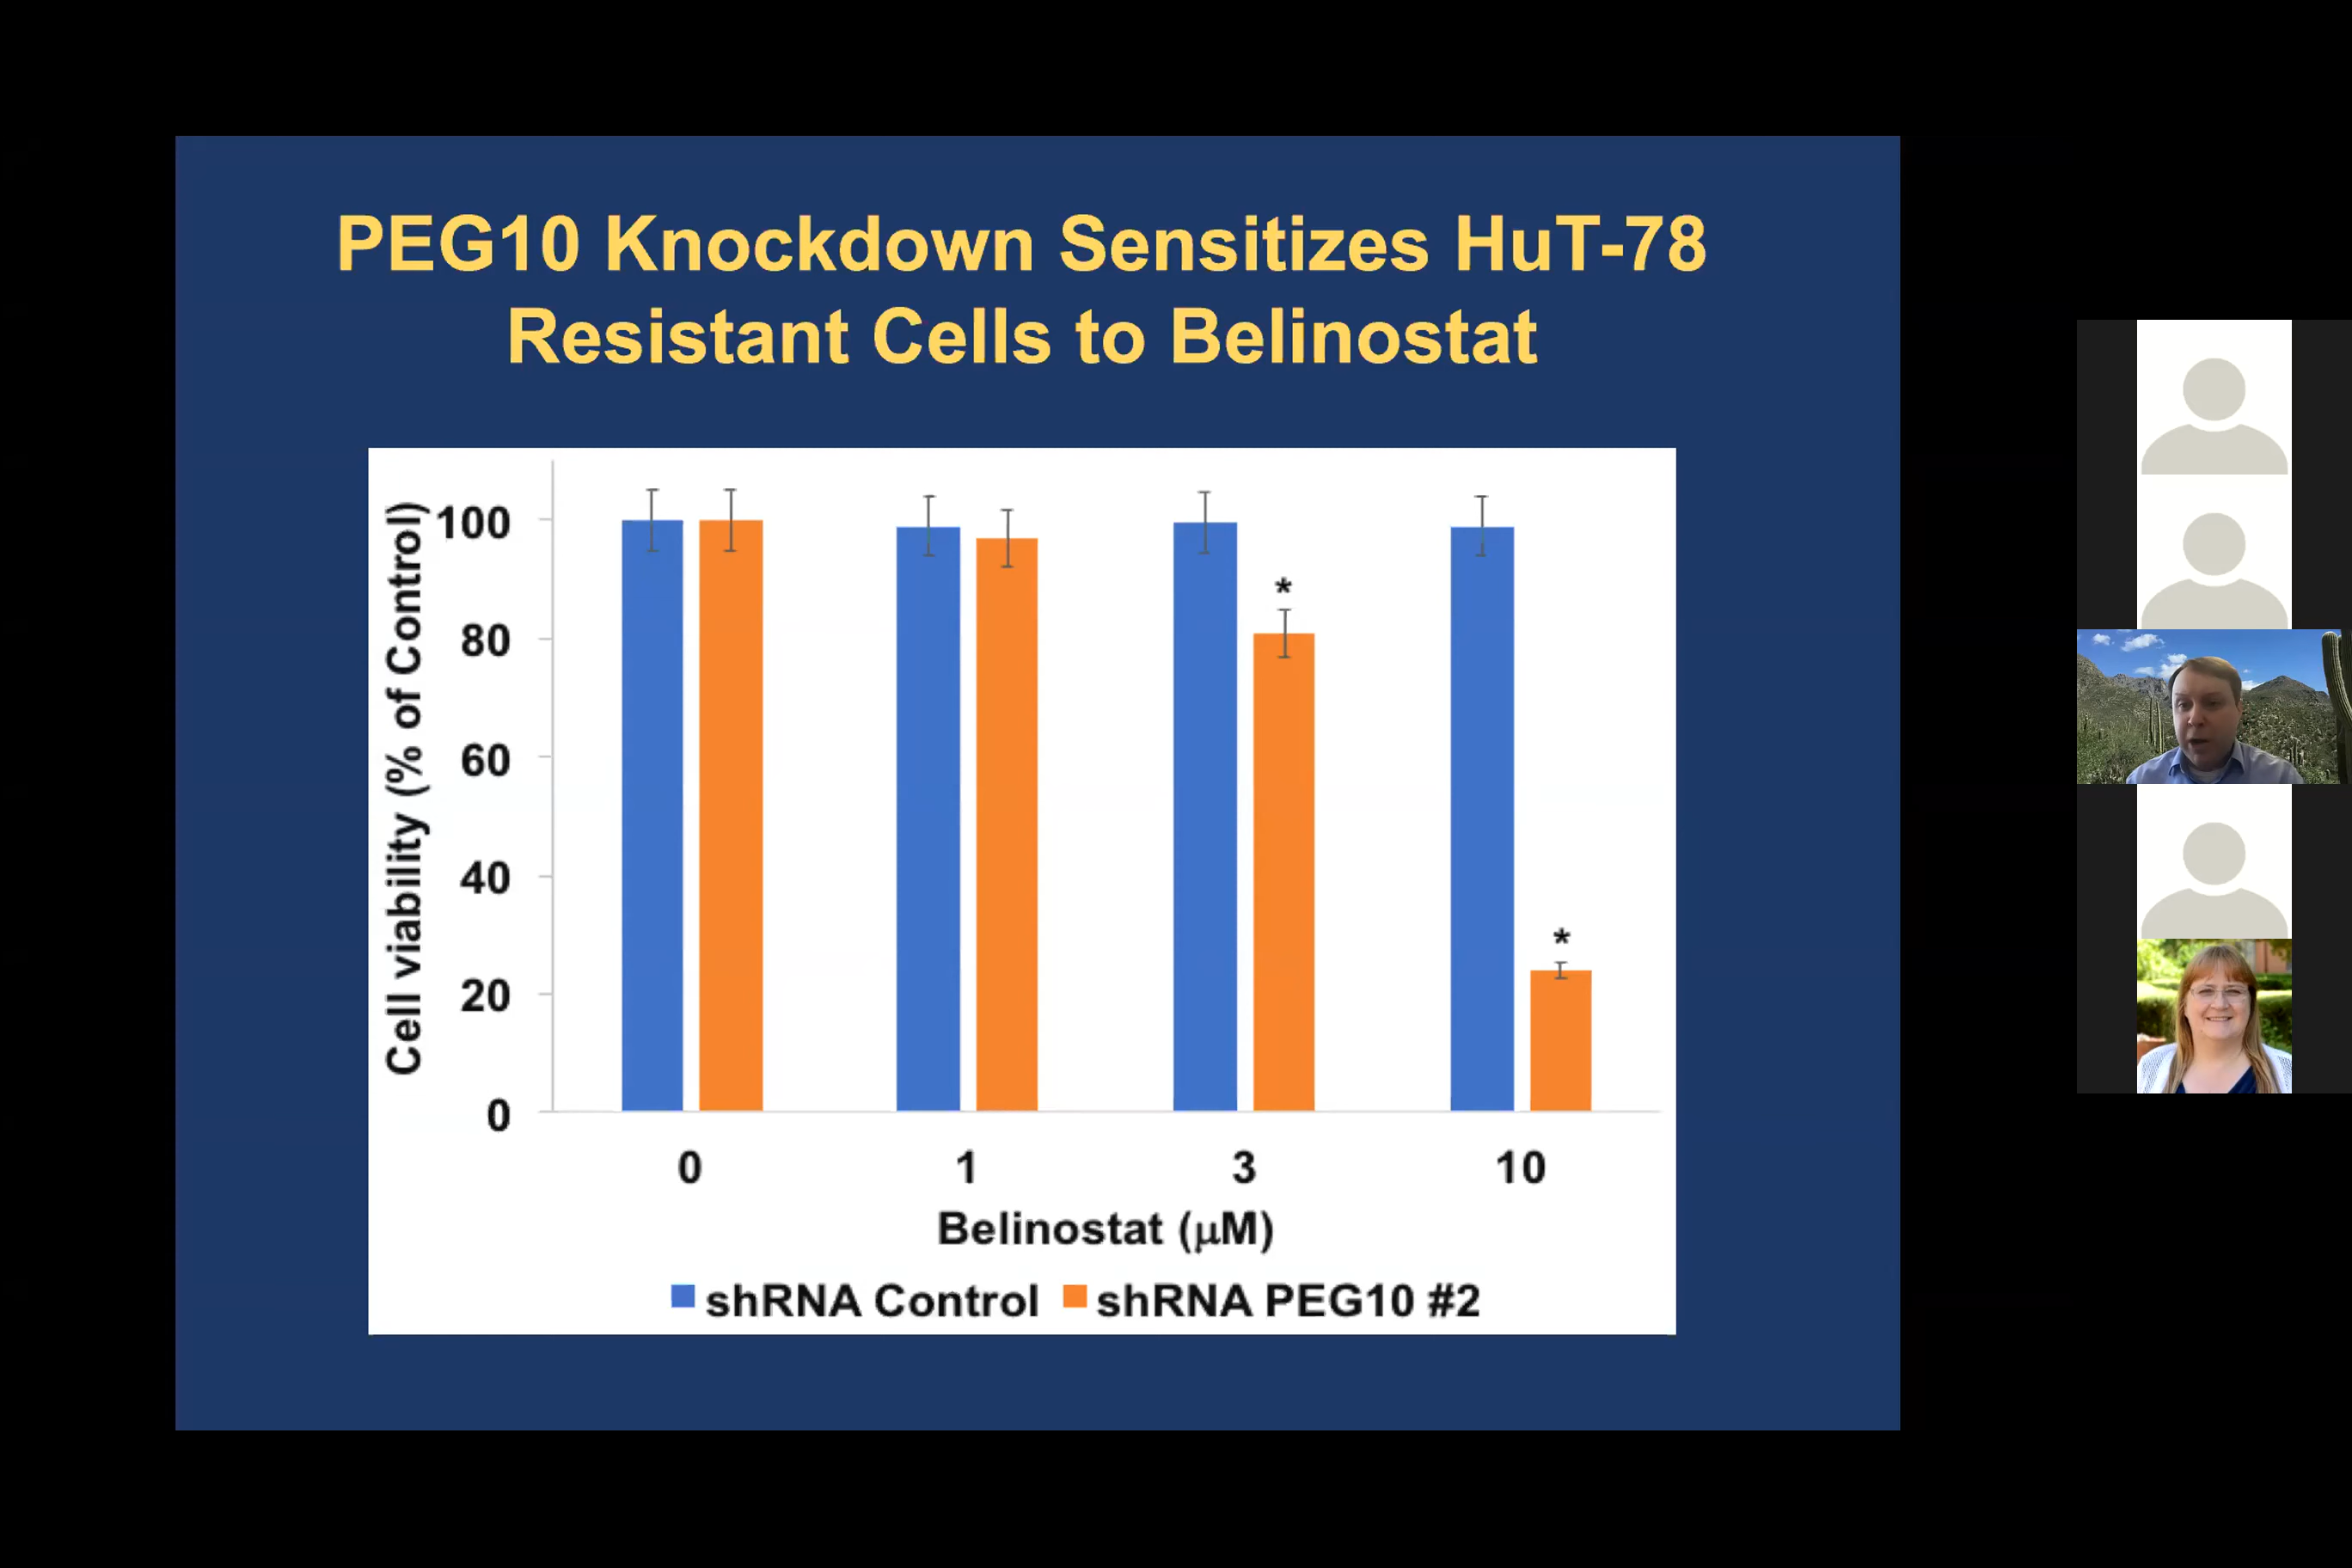 PEG10 Knockdown Sensitizes HuT-78
Resistant Cells to Belinostat
Cell viability (% of Control)
100
80
60
40
20
0
*
*
0 1 3 10
Belinostat (μM)
shRNA Control shRNA PEG10 #2